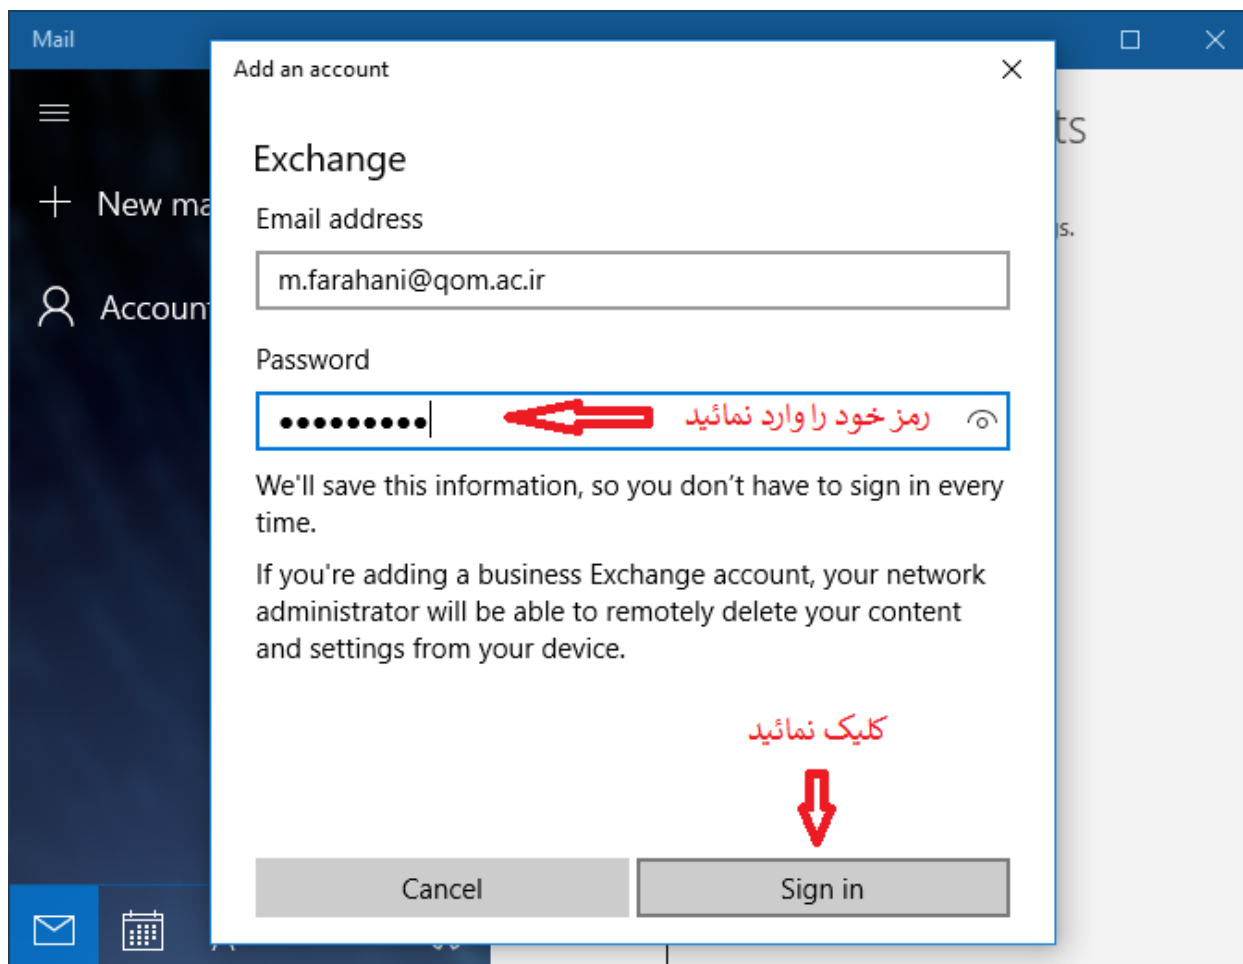 Mail
Add an account
ts
Exchange
New ma
Email address
gs.
m.farahani@qom.ac.ir
Accoun
Password
رمز خود را وارد نمائید
We'll save this information, so you don't have to sign in every
time.
If you're adding a business Exchange account, your network
administrator will be able to remotely delete your content
and settings from your device.
کلیک نمائید
Cancel
Sign in